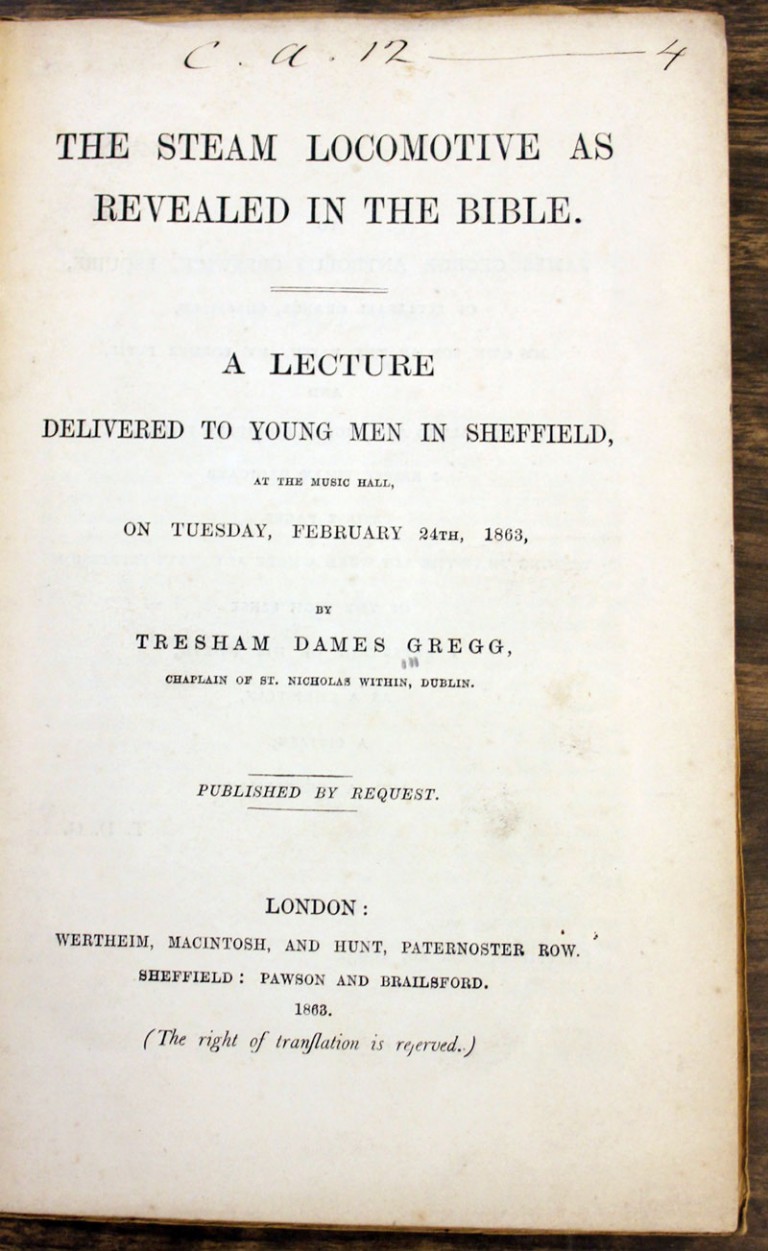 C. a. 12 — 4
THE STEAM LOCOMOTIVE AS
REVEALED IN THE BIBLE.
A LECTURE
DELIVERED TO YOUNG MEN IN SHEFFIELD,
AT THE MUSIC HALL,
ON TUESDAY, FEBRUARY 24TH, 1863,
BY
TRESHAM DAMES GREGG,
CHAPLAIN OF ST. NICHOLAS WITHIN, DUBLIN.
PUBLISHED BY REQUEST.
LONDON:
WERTHEIM, MACINTOSH, AND HUNT, PATERNOSTER ROW.
SHEFFIELD: PAWSON AND BRAILSFORD.
1863.
(The right of tranſlation is reſerved.)